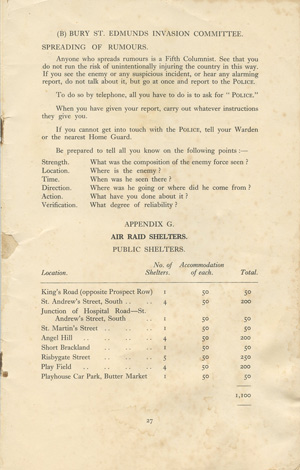 (B) BURY ST. EDMUNDS INVASION COMMITTEE.
SPREADING OF RUMOURS.
Anyone who spreads rumours is a Fifth Columnist. See that you
do not run the risk of unintentionally injuring the country in this way.
If you see the enemy or any suspicious incident, or hear any alarming
report, do not talk about it, but go at once and report to the POLICE.
To do so by telephone, all you have to do is to ask for " POLICE."
When you have given your report, carry out whatever instructions
they give you.
If you cannot get into touch with the POLICE, tell your Warden
or the nearest Home Guard.
Be prepared to tell all you know on the following points :—
Strength. What was the composition of the enemy force seen ?
Location. Where is the enemy ?
Time. When was he seen there ?
Direction. Where was he going or where did he come from ?
Action. What have you done about it ?
Verification. What degree of reliability ?
APPENDIX G.
AIR RAID SHELTERS.
PUBLIC SHELTERS.
No. of Accommodation
Location. Shelters. of each. Total.
King's Road (opposite Prospect Row) 1 50 50
St. Andrew's Street, South .. .. 4 50 200
Junction of Hospital Road—St.
Andrew's Street, South .. 1 50 50
St. Martin's Street .. .. .. 1 50 50
Angel Hill .. .. .. .. 4 50 200
Short Brackland .. .. .. 1 50 50
Risbygate Street .. .. .. 5 50 250
Play Field .. .. .. .. 4 50 200
Playhouse Car Park, Butter Market 1 50 50
1,100
27